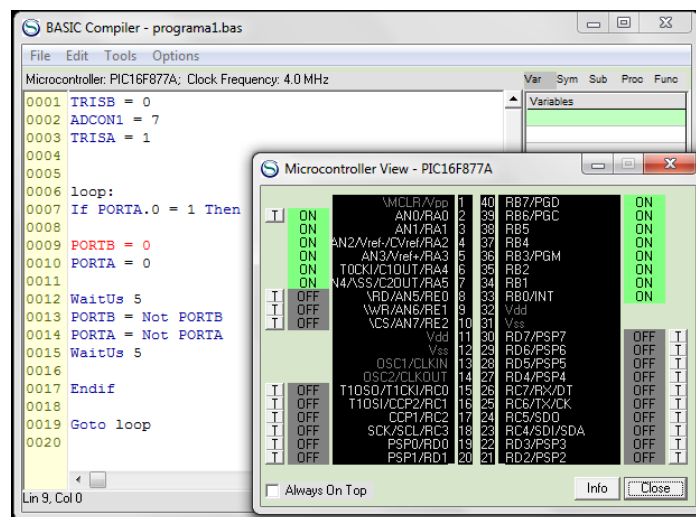 BASIC Compiler - programa1.bas
File Edit Tools Options
Microcontroller: PIC16F877A; Clock Frequency: 4.0 MHz
Var Sym Sub Proc Func
Variables
0001 TRISB = 0
0002 ADCON1 = 7
0003 TRISA = 1
0004
0005
0006 loop:
0007 If PORTA.0 = 1 Then
0008
0009 PORTB = 0
0010 PORTA = 0
0011
0012 WaitUs 5
0013 PORTB = Not PORTB
0014 PORTA = Not PORTA
0015 WaitUs 5
0016
0017 Endif
0018
0019 Goto loop
0020
Lin 9, Col 0
Microcontroller View - PIC16F877A
\MCLR/Vpp 1 40 RB7/PGD ON
T ON AN0/RA0 2 39 RB6/PGC ON
ON AN1/RA1 3 38 RB5 ON
ON AN2/Vref-/CVref/RA2 4 37 RB4 ON
ON AN3/Vref+/RA3 5 36 RB3/PGM ON
ON T0CKI/C1OUT/RA4 6 35 RB2 ON
ON N4/\SS/C2OUT/RA5 7 34 RB1 ON
T OFF \RD/AN5/RE0 8 33 RB0/INT ON
T OFF \WR/AN6/RE1 9 32 Vdd
T OFF \CS/AN7/RE2 10 31 Vss
Vdd 11 30 RD7/PSP7 OFF T
Vss 12 29 RD6/PSP6 OFF T
OSC1/CLKIN 13 28 RD5/PSP5 OFF T
OSC2/CLKOUT 14 27 RD4/PSP4 OFF T
T OFF T1OSO/T1CKI/RC0 15 26 RC7/RX/DT OFF T
T OFF T1OSI/CCP2/RC1 16 25 RC6/TX/CK OFF T
T OFF CCP1/RC2 17 24 RC5/SDO OFF T
T OFF SCK/SCL/RC3 18 23 RC4/SDI/SDA OFF T
T OFF PSP0/RD0 19 22 RD3/PSP3 OFF T
T OFF PSP1/RD1 20 21 RD2/PSP2 OFF T
Always On Top
Info Close